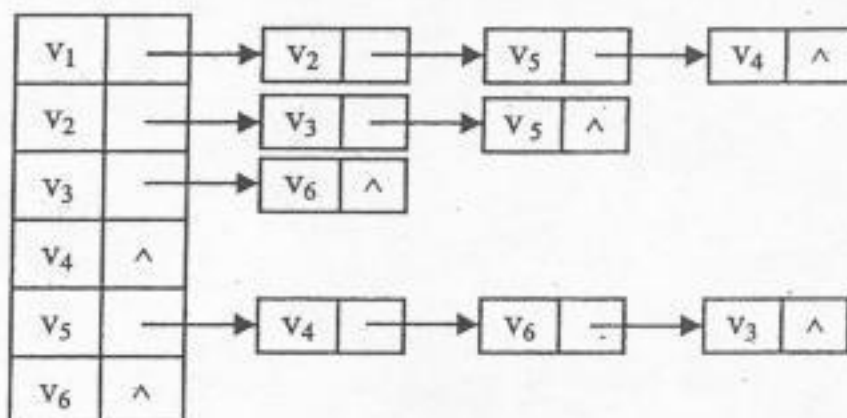 v₁ v₂ v₅ v₄ ^
v₂ v₃ v₅ ^
v₃ v₆ ^
v₄ ^
v₅ v₄ v₆ v₃ ^
v₆ ^